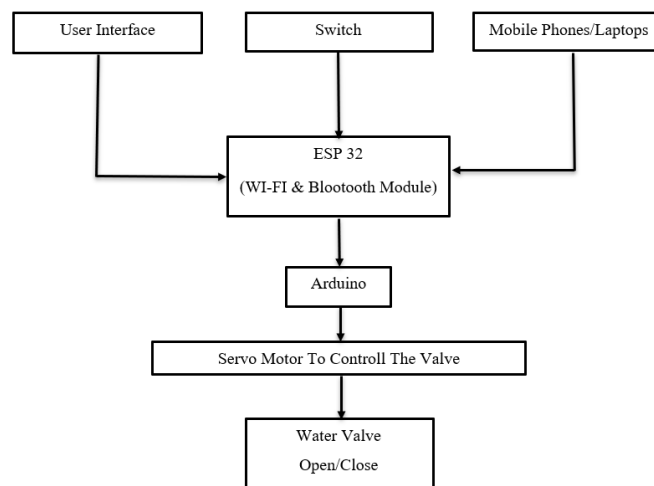 User Interface
Switch
Mobile Phones/Laptops
ESP 32
(WI-FI & Blootooth Module)
Arduino
Servo Motor To Controll The Valve
Water Valve
Open/Close